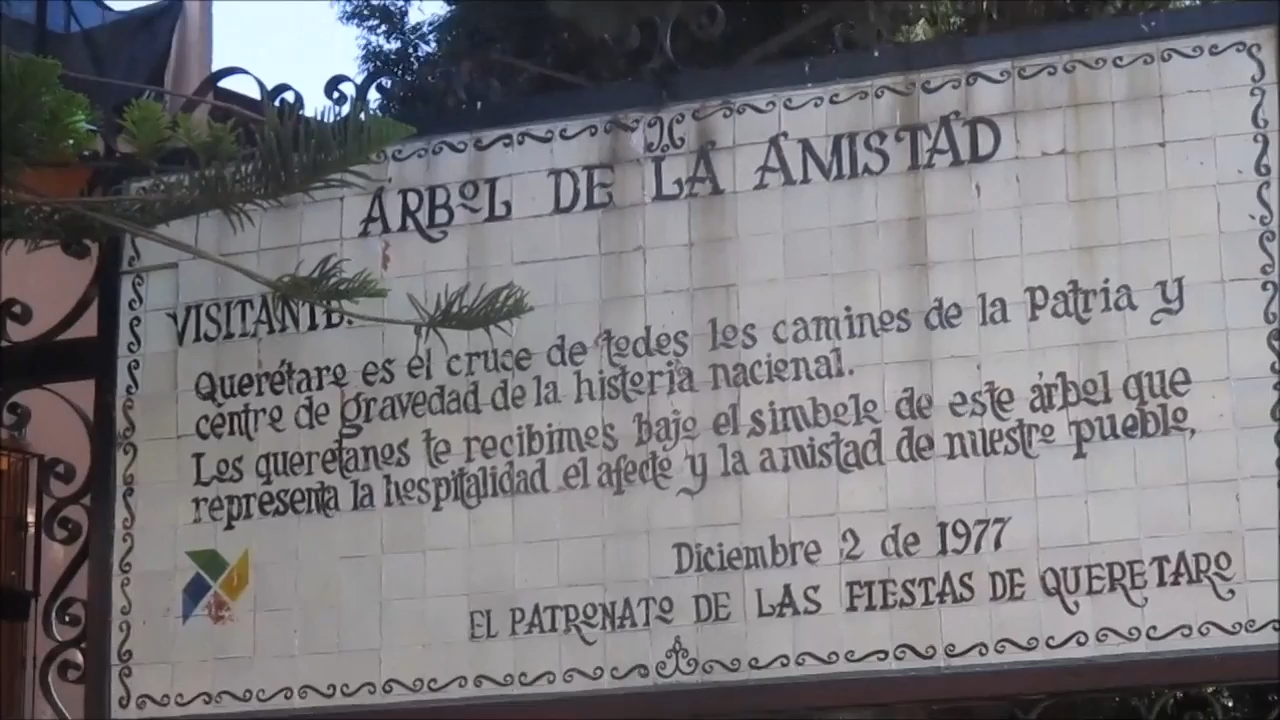 ÁRBOL DE LA AMISTAD
VISITANTE:
Querétaro es el cruce de todos los caminos de la Patria y
centro de gravedad de la historia nacional.
Los queretanos te recibimos bajo el simbolo de este árbol que
representa la hospitalidad el afecto y la amistad de nuestro pueblo,
Diciembre 2 de 1977
EL PATRONATO DE LAS FIESTAS DE QUERETARO